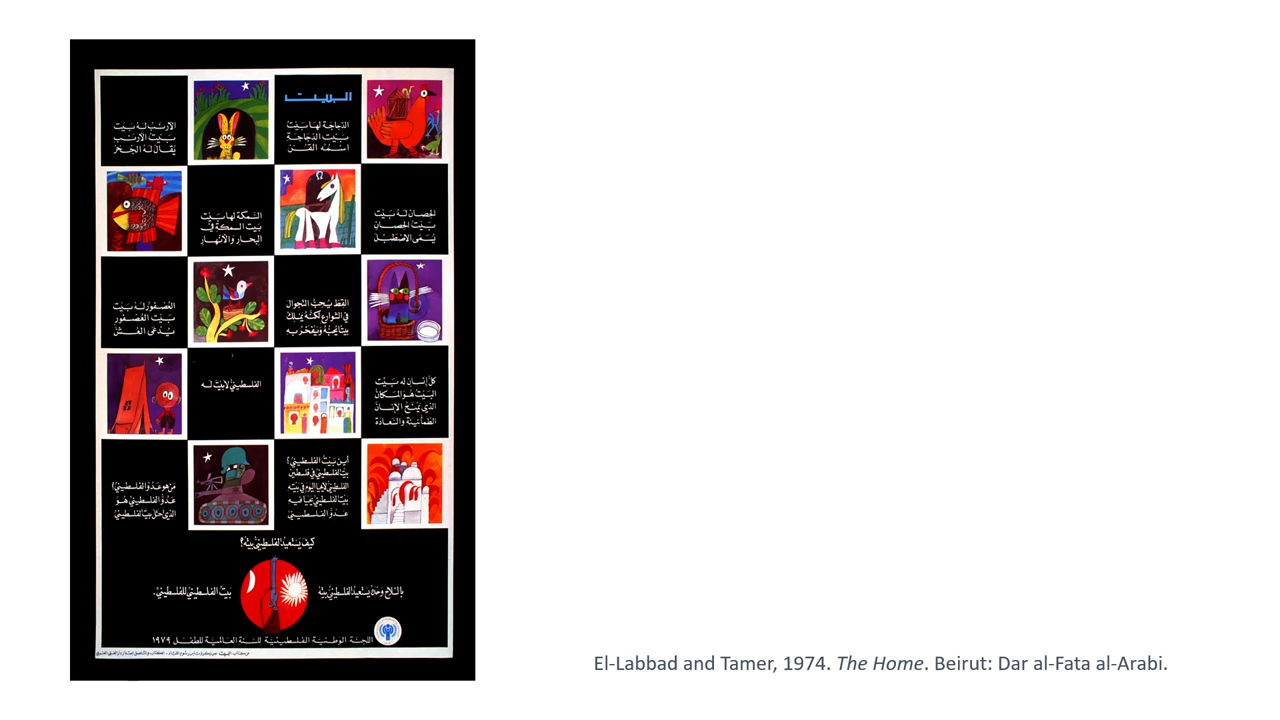 البيت
الدجاجة لها بيت
بيت الدجاجة
اسمه القن
الأرنب له بيت
بيت الأرنب
يقال له الجحر
الحصان له بيت
بيت الحصان
يسمى الاصطبل
السمكة لها بيت
بيت السمكة في
البحار والأنهار
القط يحب التجوال
في الشوارع لكنه يملك
بيتا يحبه ويفخر به
العصفور له بيت
بيت العصفور
يدعى العش
كل إنسان له بيت
البيت هو المكان
الذي يمنح الإنسان
الطمأنينة والسعادة
الفلسطيني لا بيت له
أين بيت الفلسطيني؟
بيت الفلسطيني في فلسطين
الفلسطيني لا يحيا اليوم في بيته
بيت الفلسطيني يحيا فيه
عدو الفلسطيني
من هو عدو الفلسطيني؟
عدو الفلسطيني هو
الذي احتل بيت الفلسطيني
كيف يستعيد الفلسطيني بيته؟
بالسلاح وحده يستعيد الفلسطيني بيته
بيت الفلسطيني للفلسطيني.
اللجنة الوطنية الفلسطينية للسنة العالمية للطفل ١٩٧٩
El-Labbad and Tamer, 1974. The Home. Beirut: Dar al-Fata al-Arabi.